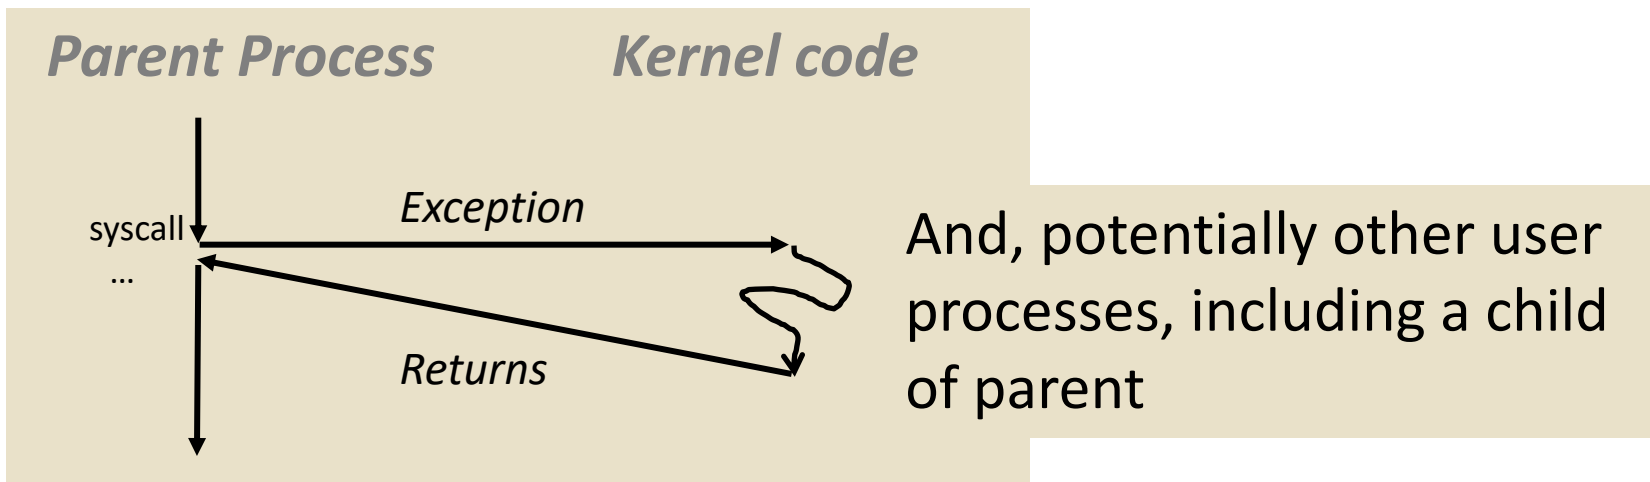 Parent Process
Kernel code
Exception
syscall
...
And, potentially other user
processes, including a child
of parent
Returns